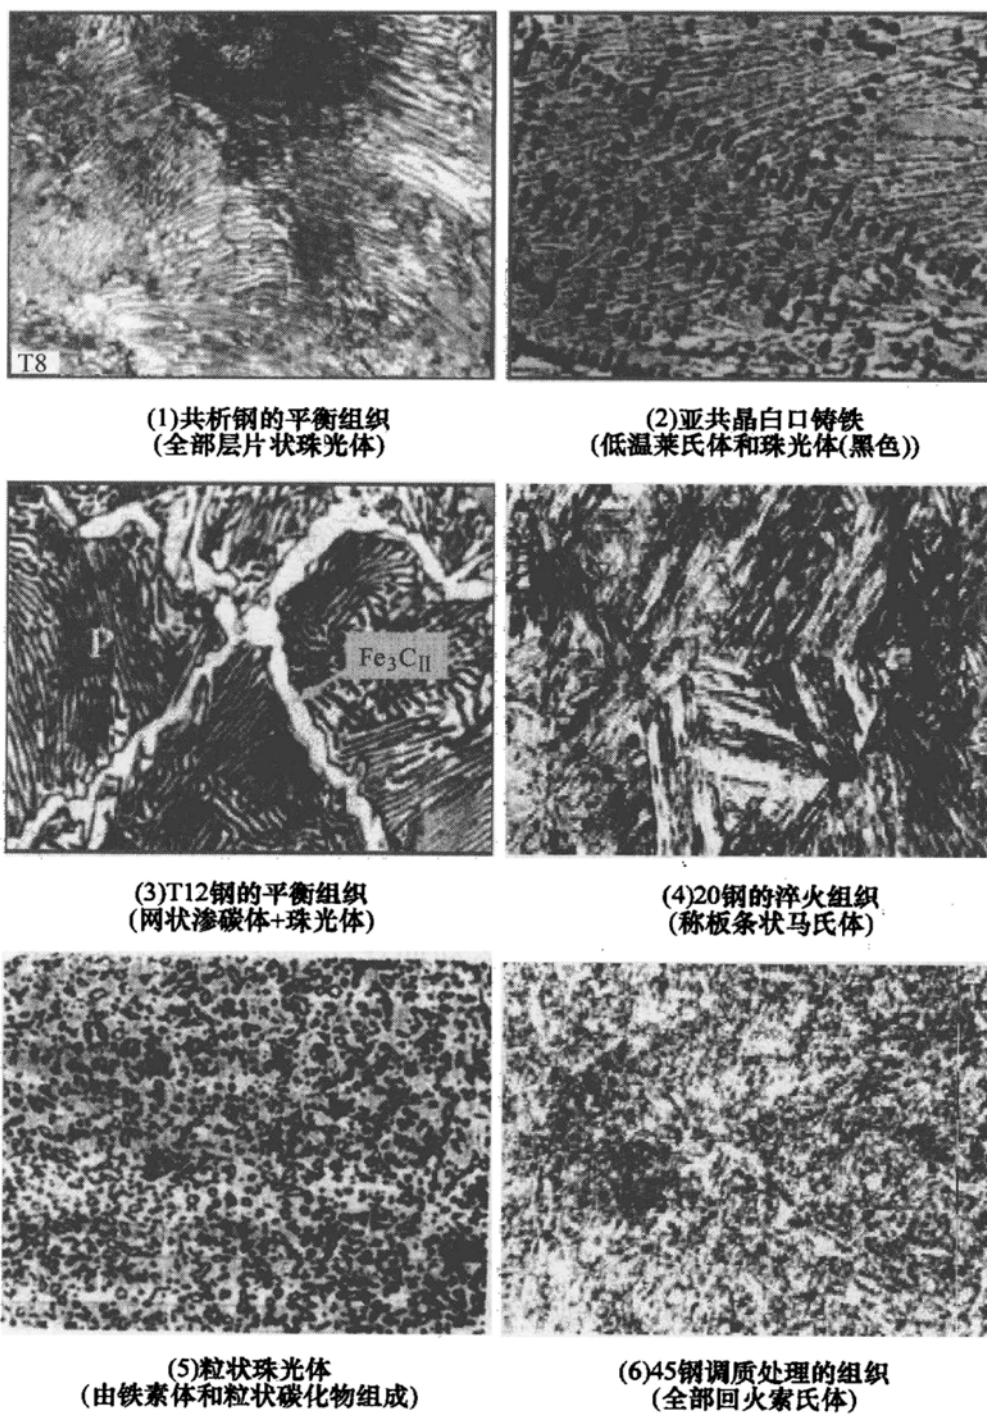 T8
(1)共析钢的平衡组织
(全部层片状珠光体)
(2)亚共晶白口铸铁
(低温莱氏体和珠光体(黑色))
P
Fe₃C_II
(3)T12钢的平衡组织
(网状渗碳体+珠光体)
(4)20钢的淬火组织
(称板条状马氏体)
(5)粒状珠光体
(由铁素体和粒状碳化物组成)
(6)45钢调质处理的组织
(全部回火索氏体)